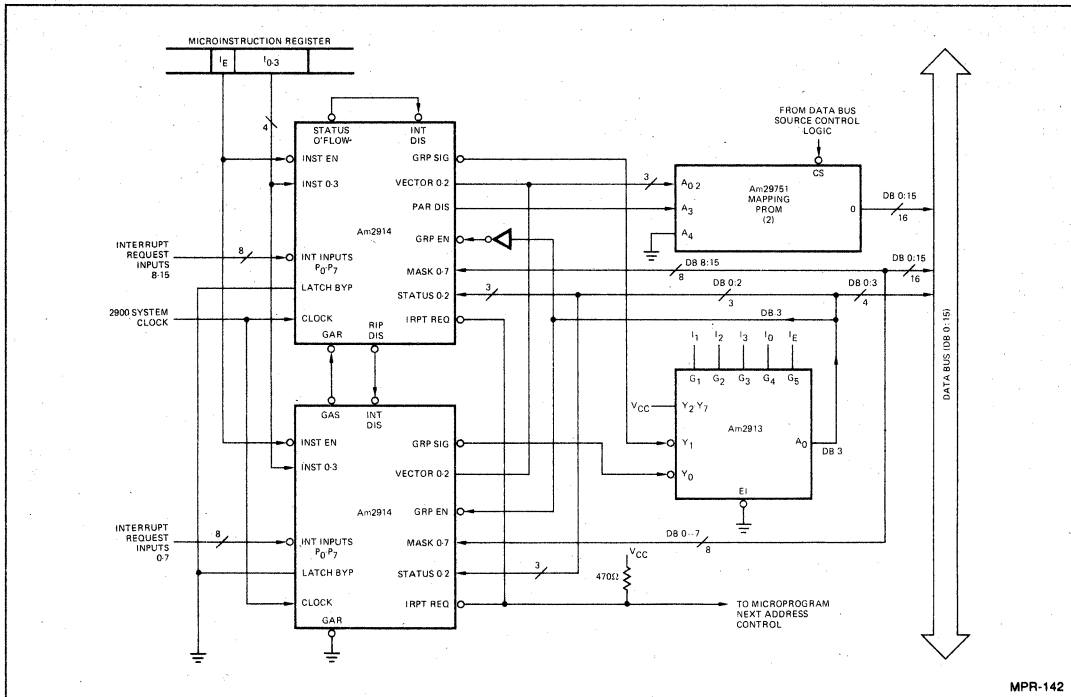 MICROINSTRUCTION REGISTER
IE
I0-3
4
STATUS
O'FLOW
INT
DIS
INST EN
INST 0-3
INTERRUPT
REQUEST
INPUTS
8-15
8
INT INPUTS
P0-P7
LATCH BYP
2900 SYSTEM
CLOCK
CLOCK
GAR
RIP
DIS
Am2914
GRP SIG
VECTOR 0-2
PAR DIS
GRP EN
MASK 0-7
STATUS 0-2
IRPT REQ
3
FROM DATA BUS
SOURCE CONTROL
LOGIC
CS
A0 2
A3
A4
Am29751
MAPPING
PROM
(2)
0
DB 0:15
16
DB 8:15
8
DB 0:15
16
3
DB 0:2
3
DB 0:3
4
DB 3
I1
I2
I3
I0
IE
G1
G2
G3
G4
G5
VCC
Y2 Y7
Y1
Y0
Am2913
A0
DB 3
EI
DATA BUS (DB 0:15)
GAS
INT
DIS
INST EN
INST 0-3
INTERRUPT
REQUEST
INPUTS
0-7
8
INT INPUTS
P0-P7
LATCH BYP
CLOCK
GAR
Am2914
GRP SIG
VECTOR 0-2
GRP EN
MASK 0-7
STATUS 0-2
IRPT REQ
DB 0--7
8
3
VCC
470Ω
TO MICROPROGRAM
NEXT ADDRESS
CONTROL
MPR-142